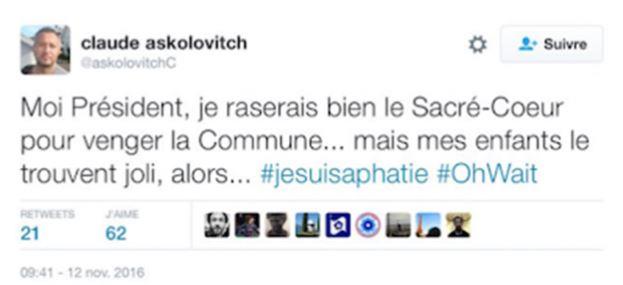 claude askolovitch
@askolovitchC
Suivre
Moi Président, je raserais bien le Sacré-Coeur
pour venger la Commune... mais mes enfants le
trouvent joli, alors... #jesuisaphatie #OhWait
RETWEETS
J'AIME
21
62
09:41 - 12 nov. 2016